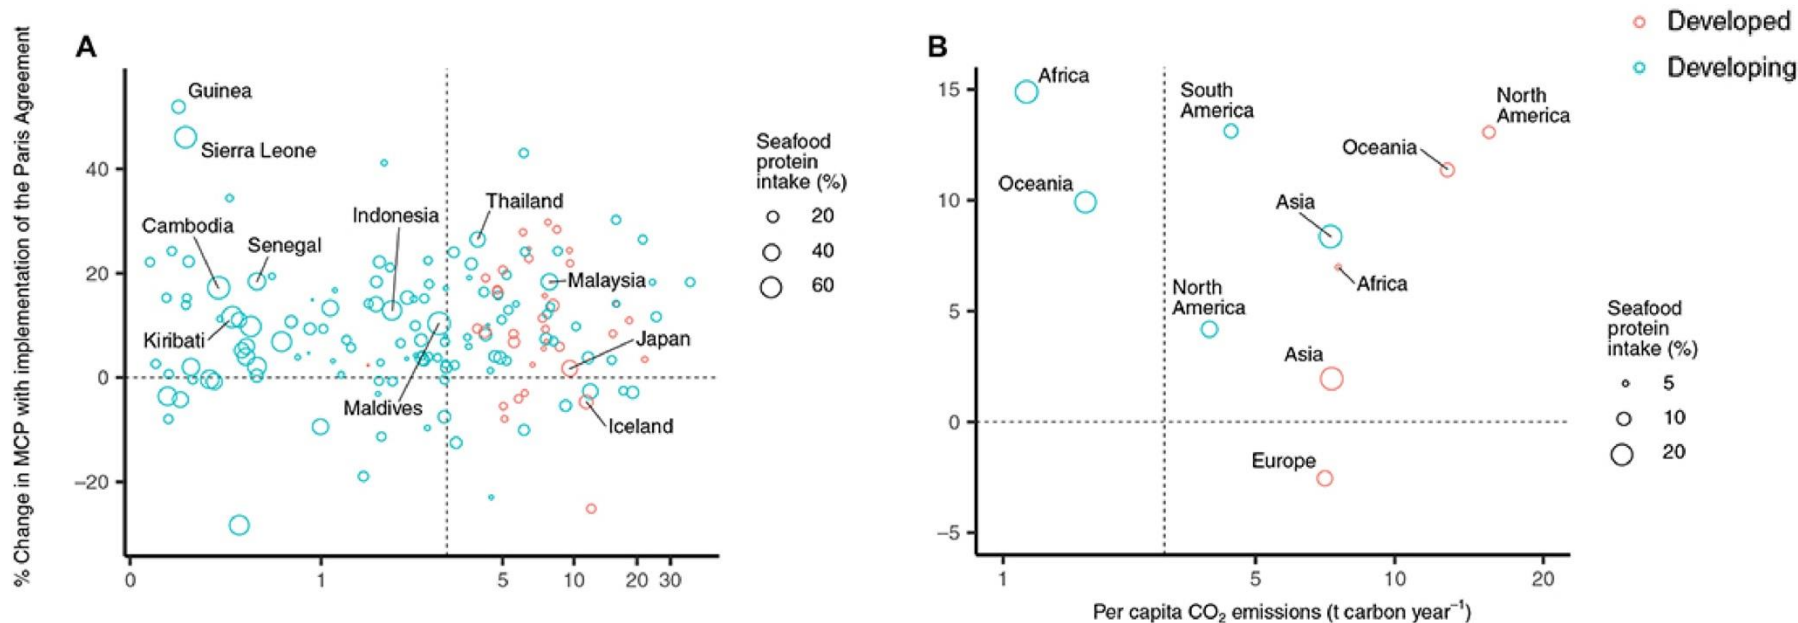 % Change in MCP with implementation of the Paris Agreement
A
Guinea
Sierra Leone
Cambodia
Senegal
Indonesia
Thailand
Malaysia
Kiribati
Japan
Maldives
Iceland
40
20
0
–20
0
1
5
10
20
30
Seafood
protein
intake (%)
20
40
60
B
Africa
South
America
North
America
Oceania
Oceania
Asia
Africa
North
America
Asia
Europe
15
10
5
0
–5
1
5
10
20
Per capita CO₂ emissions (t carbon year⁻¹)
Developed
Developing
Seafood
protein
intake (%)
5
10
20